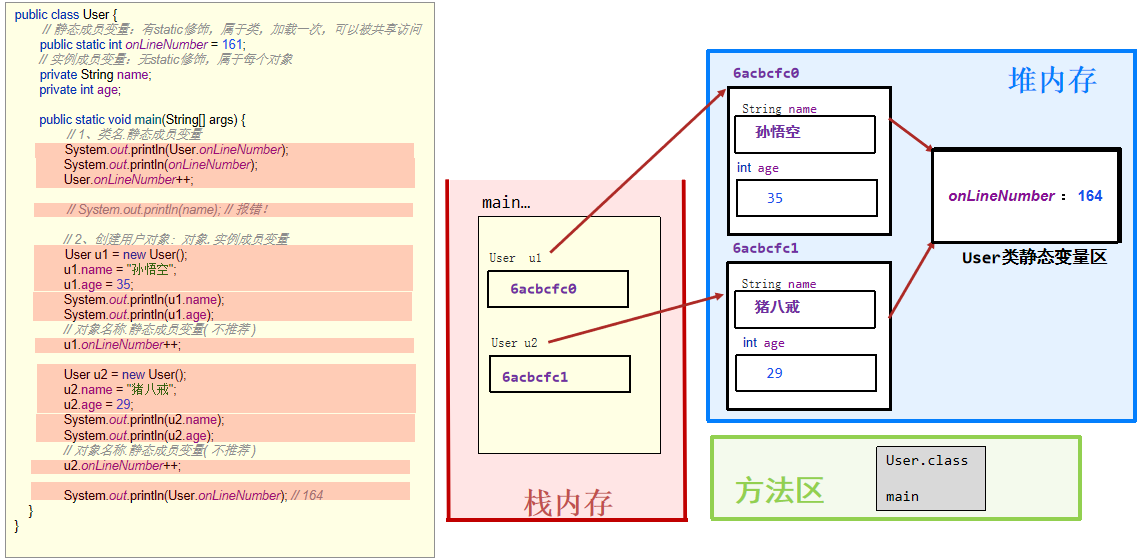 public class User {
// 静态成员变量：有static修饰，属于类，加载一次，可以被共享访问
public static int onLineNumber = 161;
// 实例成员变量：无static修饰，属于每个对象
private String name;
private int age;
public static void main(String[] args) {
// 1、类名.静态成员变量
System.out.println(User.onLineNumber);
System.out.println(onLineNumber);
User.onLineNumber++;
// System.out.println(name); // 报错！
// 2、创建用户对象：对象.实例成员变量
User u1 = new User();
u1.name = "孙悟空";
u1.age = 35;
System.out.println(u1.name);
System.out.println(u1.age);
// 对象名称.静态成员变量( 不推荐 )
u1.onLineNumber++;
User u2 = new User();
u2.name = "猪八戒";
u2.age = 29;
System.out.println(u2.name);
System.out.println(u2.age);
// 对象名称.静态成员变量( 不推荐 )
u2.onLineNumber++;
System.out.println(User.onLineNumber); // 164
}
}
main…
User u1
6acbcfc0
User u2
6acbcfc1
栈内存
堆内存
6acbcfc0
String name
孙悟空
int age
35
6acbcfc1
String name
猪八戒
int age
29
onLineNumber ：164
User类静态变量区
方法区
User.class
main